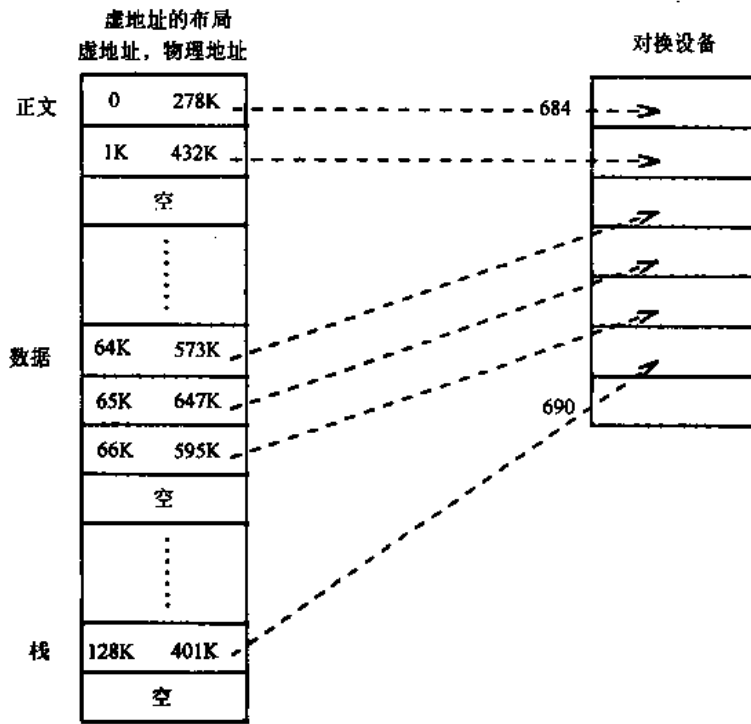 虚地址的布局
虚地址，物理地址
对换设备
正文
0 278K
684
1K 432K
空
数据
64K 573K
65K 647K
690
66K 595K
空
栈
128K 401K
空